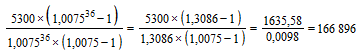 5300×(1,0075^36−1) / 1,0075^36×(1,0075−1) = 5300×(1,3086−1) / 1,3086×(1,0075−1) = 1635,58 / 0,0098 = 166 896